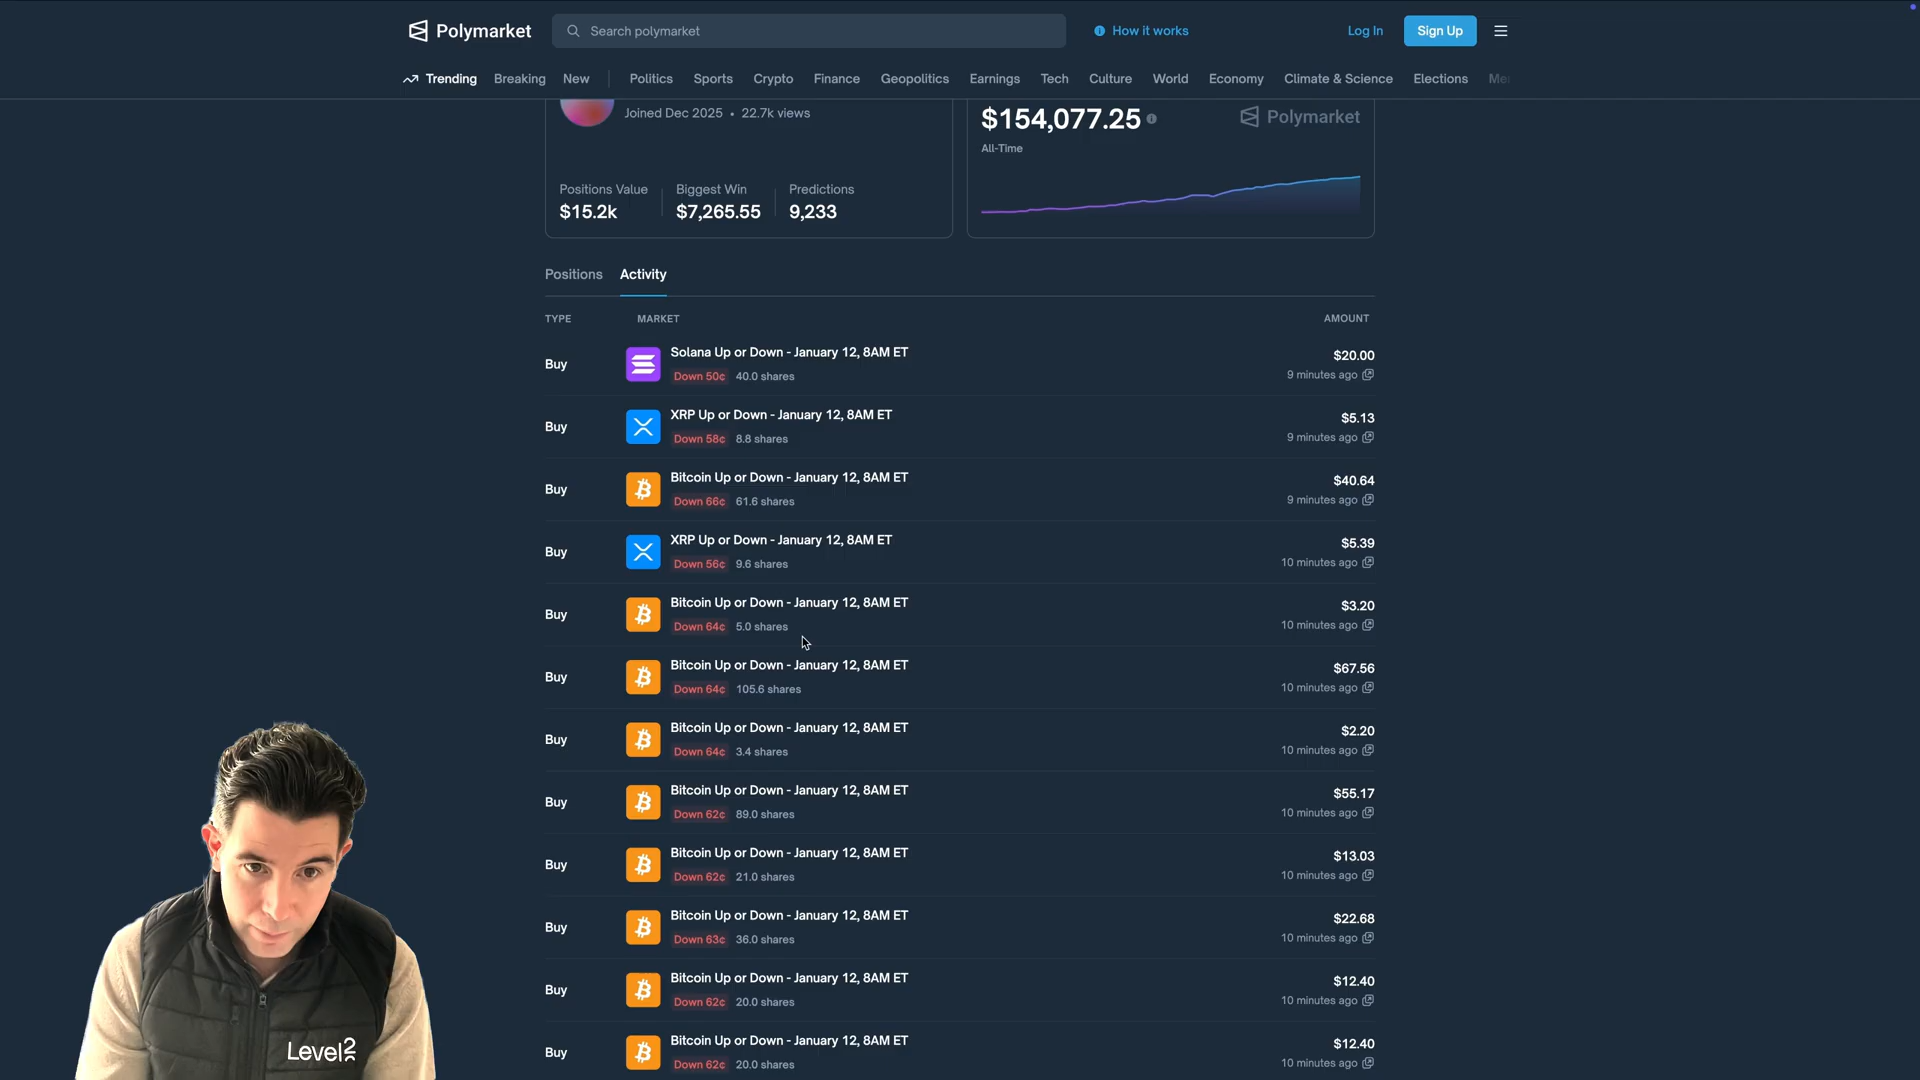 Polymarket
Search polymarket
How it works
Log In
Sign Up
Trending
Breaking
New
Politics
Sports
Crypto
Finance
Geopolitics
Earnings
Tech
Culture
World
Economy
Climate & Science
Elections
Joined Dec 2025 • 22.7k views
Positions Value
$15.2k
Biggest Win
$7,265.55
Predictions
9,233
$154,077.25
Polymarket
All-Time
Positions
Activity
TYPE
MARKET
AMOUNT
Buy
Solana Up or Down - January 12, 8AM ET
Down 50¢ 40.0 shares
$20.00
9 minutes ago
Buy
XRP Up or Down - January 12, 8AM ET
Down 58¢ 8.8 shares
$5.13
9 minutes ago
Buy
Bitcoin Up or Down - January 12, 8AM ET
Down 66¢ 61.6 shares
$40.64
9 minutes ago
Buy
XRP Up or Down - January 12, 8AM ET
Down 56¢ 9.6 shares
$5.39
10 minutes ago
Buy
Bitcoin Up or Down - January 12, 8AM ET
Down 64¢ 5.0 shares
$3.20
10 minutes ago
Buy
Bitcoin Up or Down - January 12, 8AM ET
Down 64¢ 105.6 shares
$67.56
10 minutes ago
Buy
Bitcoin Up or Down - January 12, 8AM ET
Down 64¢ 3.4 shares
$2.20
10 minutes ago
Buy
Bitcoin Up or Down - January 12, 8AM ET
Down 62¢ 89.0 shares
$55.17
10 minutes ago
Buy
Bitcoin Up or Down - January 12, 8AM ET
Down 62¢ 21.0 shares
$13.03
10 minutes ago
Buy
Bitcoin Up or Down - January 12, 8AM ET
Down 63¢ 36.0 shares
$22.68
10 minutes ago
Buy
Bitcoin Up or Down - January 12, 8AM ET
Down 62¢ 20.0 shares
$12.40
10 minutes ago
Buy
Bitcoin Up or Down - January 12, 8AM ET
Down 62¢ 20.0 shares
$12.40
10 minutes ago
Level2